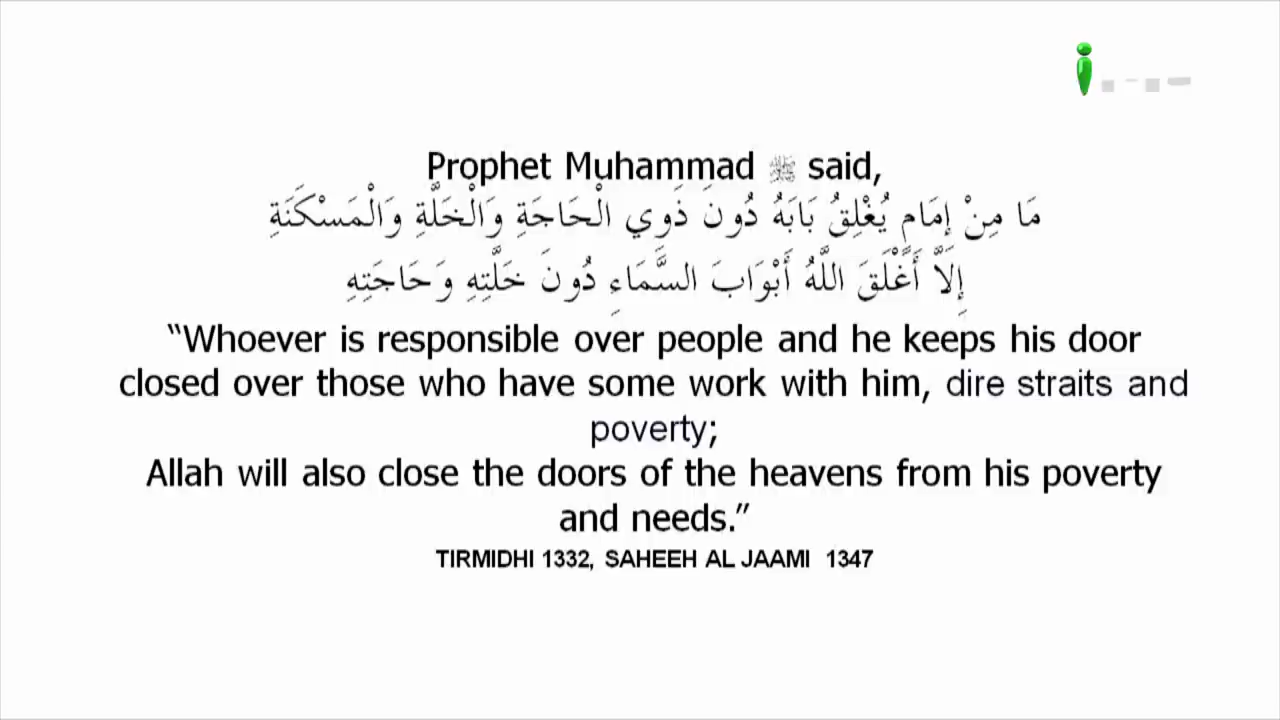 Prophet Muhammad ﷺ said,
مَا مِنْ إِمَامٍ يُغْلِقُ بَابَهُ دُونَ ذَوِي الْحَاجَةِ وَالْخَلَّةِ وَالْمَسْكَنَةِ
إِلاَّ أَغْلَقَ اللَّهُ أَبْوَابَ السَّمَاءِ دُونَ خَلَّتِهِ وَحَاجَتِهِ
“Whoever is responsible over people and he keeps his door
closed over those who have some work with him, dire straits and
poverty;
Allah will also close the doors of the heavens from his poverty
and needs.”
TIRMIDHI 1332, SAHEEH AL JAAMI 1347